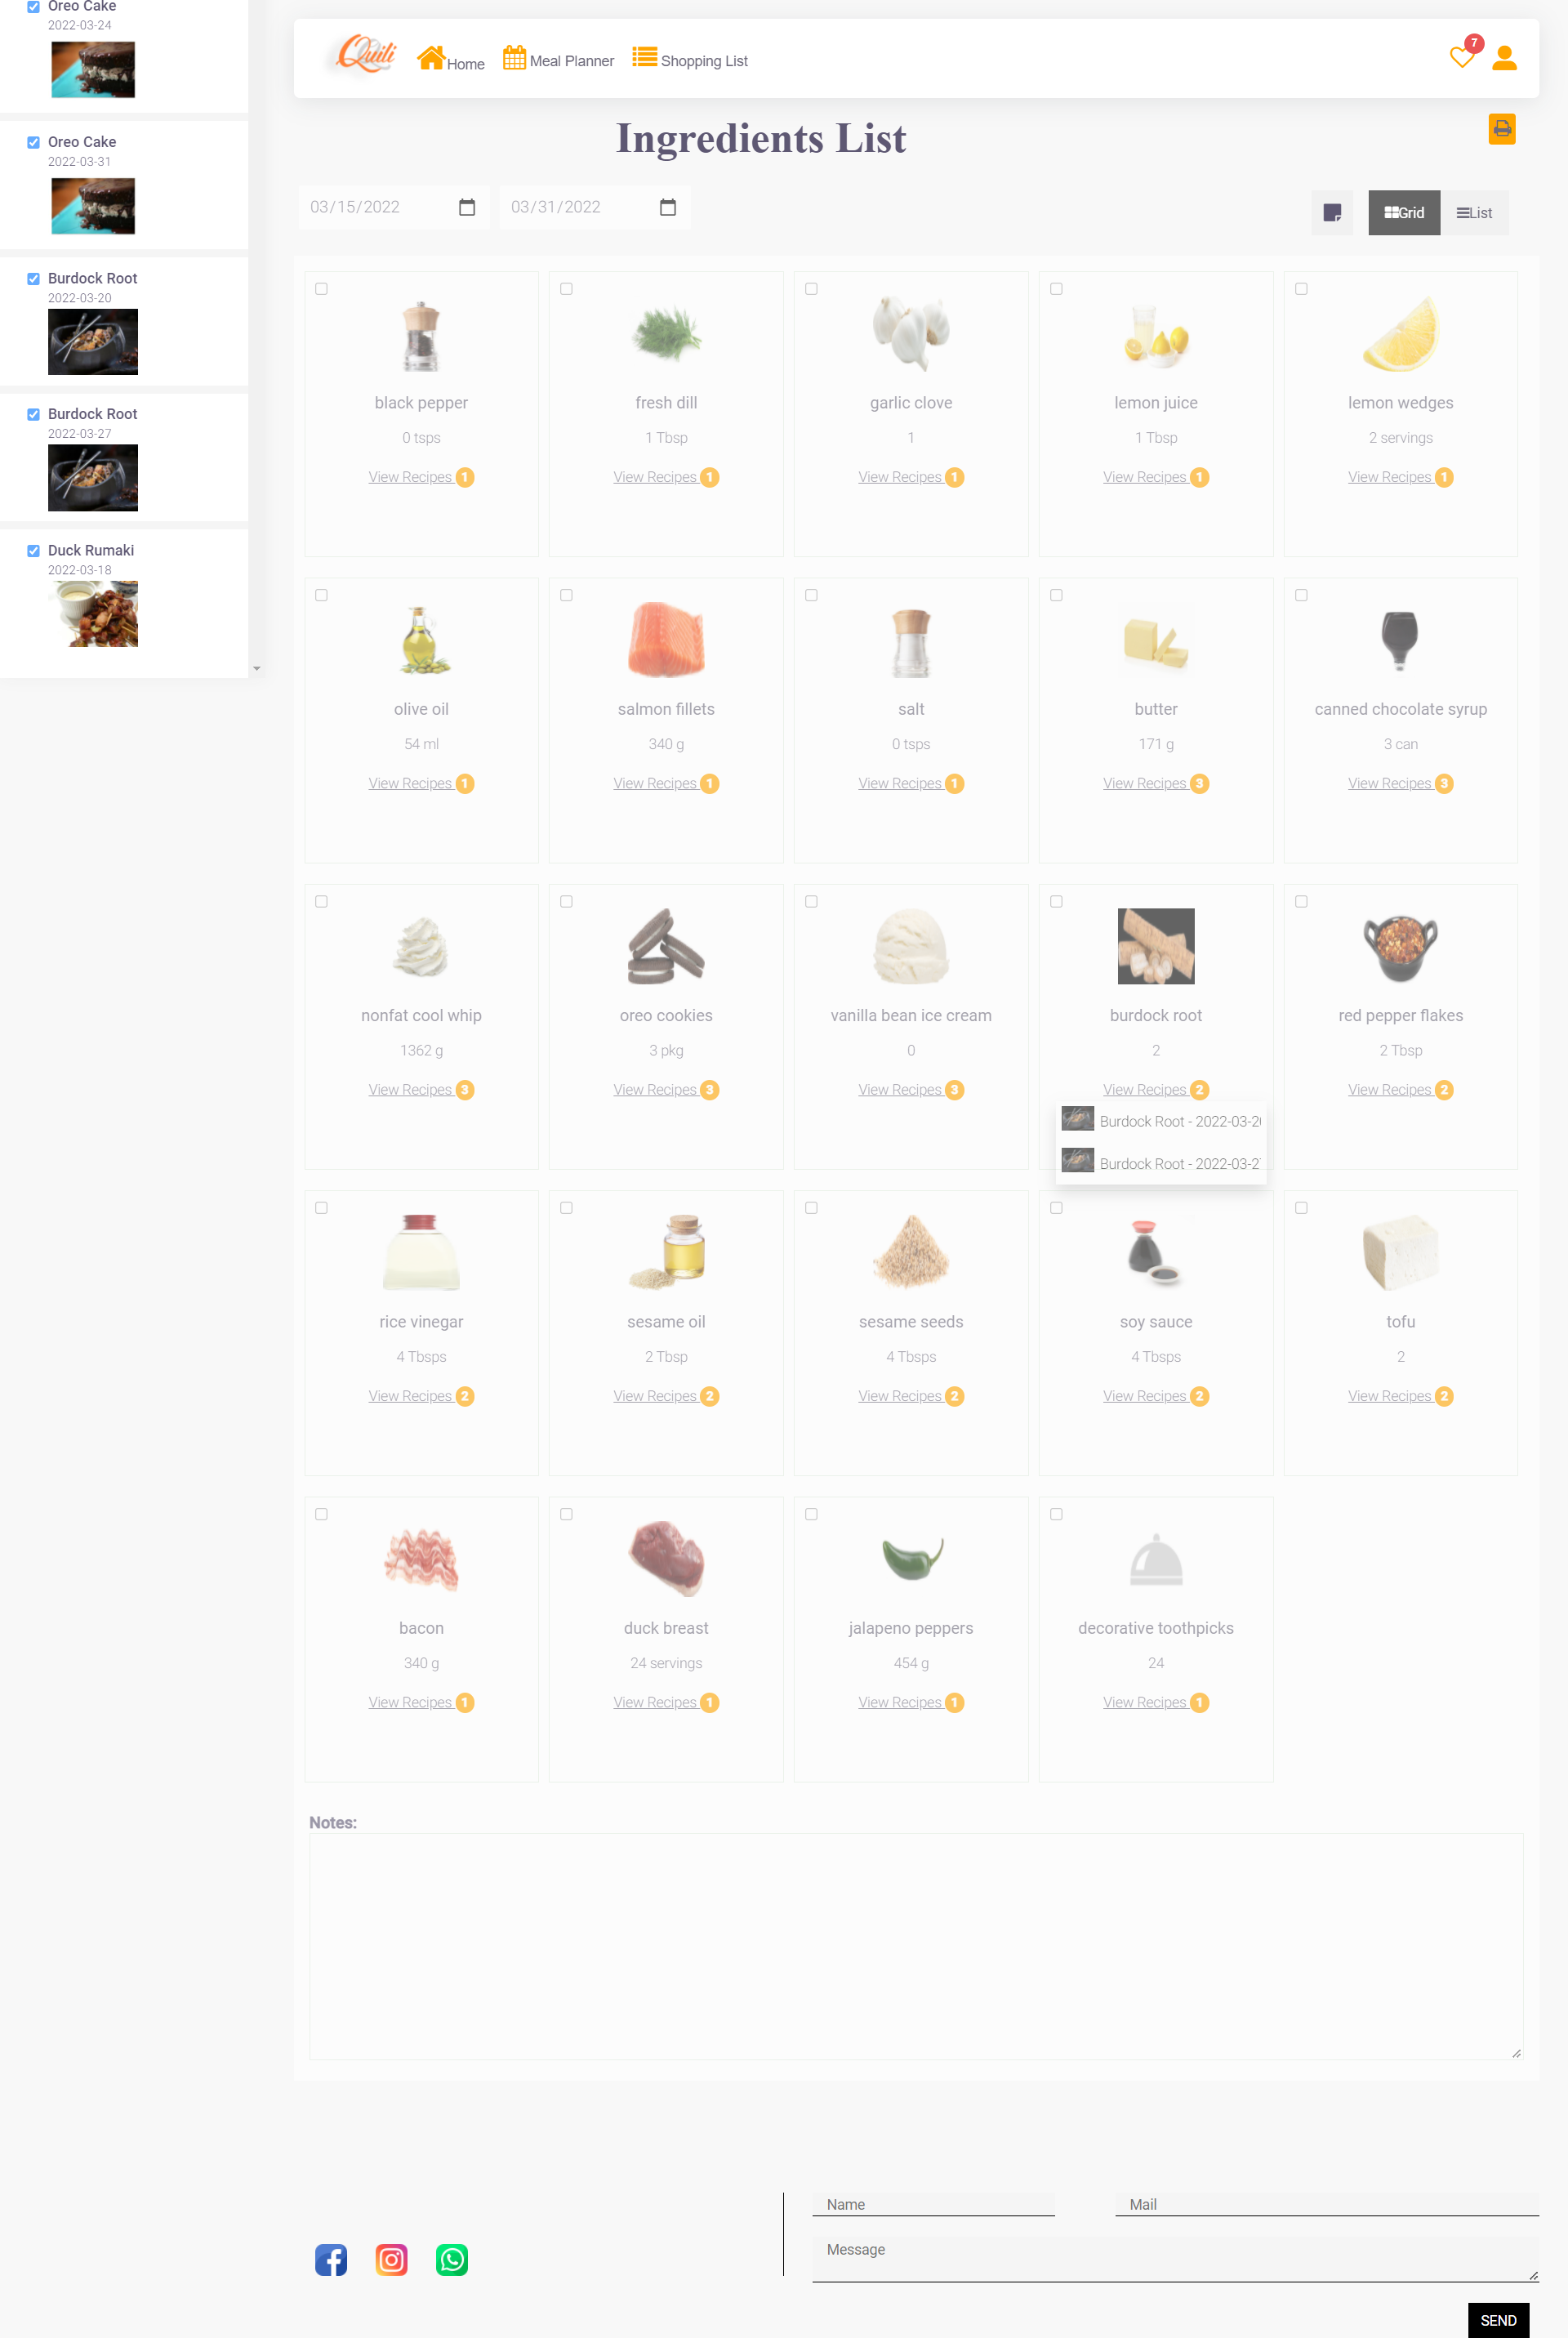 Oreo Cake
2022-03-24
Oreo Cake
2022-03-31
Burdock Root
2022-03-20
Burdock Root
2022-03-27
Duck Rumaki
2022-03-18
Quili Home Meal Planner Shopping List 7
Ingredients List
03/15/2022 03/31/2022 Grid List
black pepper fresh dill garlic clove lemon juice lemon wedges
0 tsps 1 Tbsp 1 1 Tbsp 2 servings
View Recipes 1 View Recipes 1 View Recipes 1 View Recipes 1 View Recipes 1
olive oil salmon fillets salt butter canned chocolate syrup
54 ml 340 g 0 tsps 171 g 3 can
View Recipes 1 View Recipes 1 View Recipes 1 View Recipes 3 View Recipes 3
nonfat cool whip oreo cookies vanilla bean ice cream burdock root red pepper flakes
1362 g 3 pkg 0 2 2 Tbsp
View Recipes 3 View Recipes 3 View Recipes 3 View Recipes 2 View Recipes 2
Burdock Root - 2022-03-2
Burdock Root - 2022-03-2
rice vinegar sesame oil sesame seeds soy sauce tofu
4 Tbsps 2 Tbsp 4 Tbsps 4 Tbsps 2
View Recipes 2 View Recipes 2 View Recipes 2 View Recipes 2 View Recipes 2
bacon duck breast jalapeno peppers decorative toothpicks
340 g 24 servings 454 g 24
View Recipes 1 View Recipes 1 View Recipes 1 View Recipes 1
Notes:
Name Mail
Message
SEND